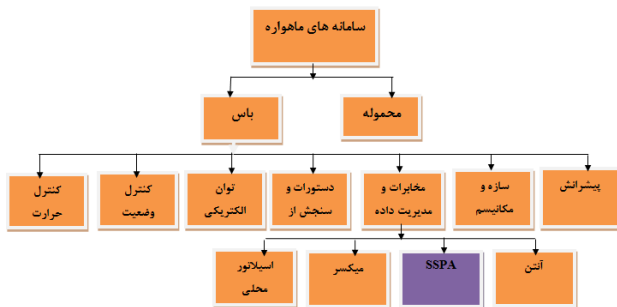 سامانه های ماهواره
محموله
باس
پیشرانش
سازه و
مکانیسم
مخابرات و
مدیریت داده
دستورات و
سنجش از
توان
الکتریکی
کنترل
وضعیت
کنترل
حرارت
آنتن
SSPA
میکسر
اسیلاتور
محلی